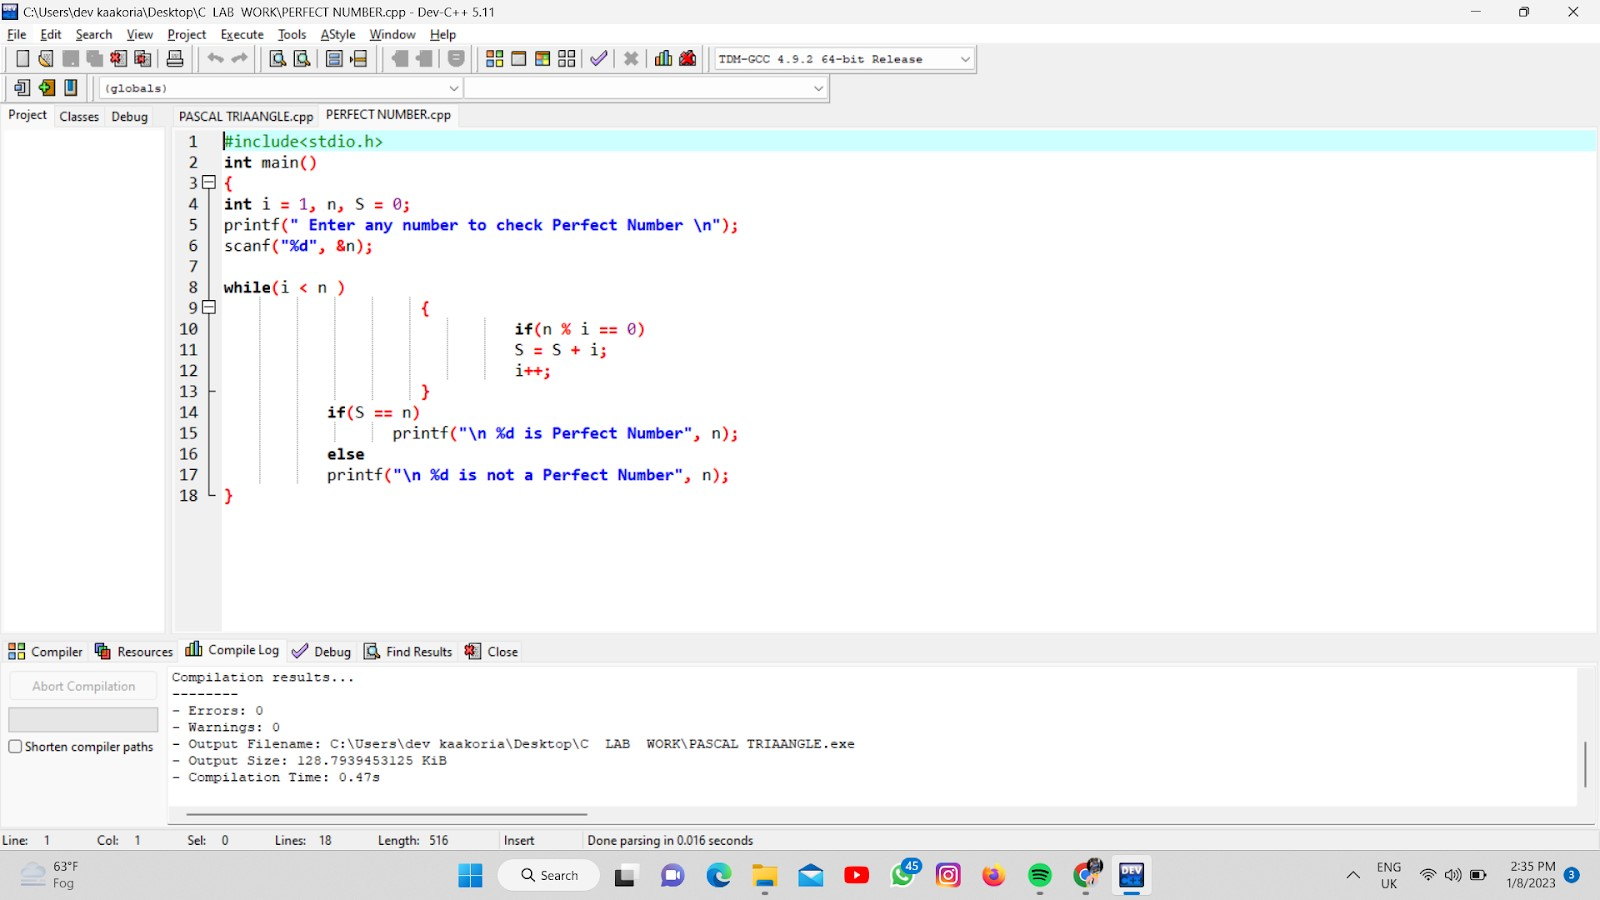 C:\Users\dev kaakoria\Desktop\C  LAB  WORK\PERFECT NUMBER.cpp - Dev-C++ 5.11
File Edit Search View Project Execute Tools AStyle Window Help
TDM-GCC 4.9.2 64-bit Release
(globals)
Project Classes Debug PASCAL TRIAANGLE.cpp PERFECT NUMBER.cpp
1 #include<stdio.h>
2 int main()
3 {
4 int i = 1, n, S = 0;
5 printf(" Enter any number to check Perfect Number \n");
6 scanf("%d", &n);
7
8 while(i < n )
9 {
10 if(n % i == 0)
11 S = S + i;
12 i++;
13 }
14 if(S == n)
15 printf("\n %d is Perfect Number", n);
16 else
17 printf("\n %d is not a Perfect Number", n);
18 }
Compiler Resources Compile Log Debug Find Results Close
Abort Compilation
Shorten compiler paths
Compilation results...
--------
- Errors: 0
- Warnings: 0
- Output Filename: C:\Users\dev kaakoria\Desktop\C  LAB  WORK\PASCAL TRIAANGLE.exe
- Output Size: 128.7939453125 KiB
- Compilation Time: 0.47s
Line: 1 Col: 1 Sel: 0 Lines: 18 Length: 516 Insert Done parsing in 0.016 seconds
63°F
Fog
Search
45
DEV
ENG
UK
2:35 PM
1/8/2023
3